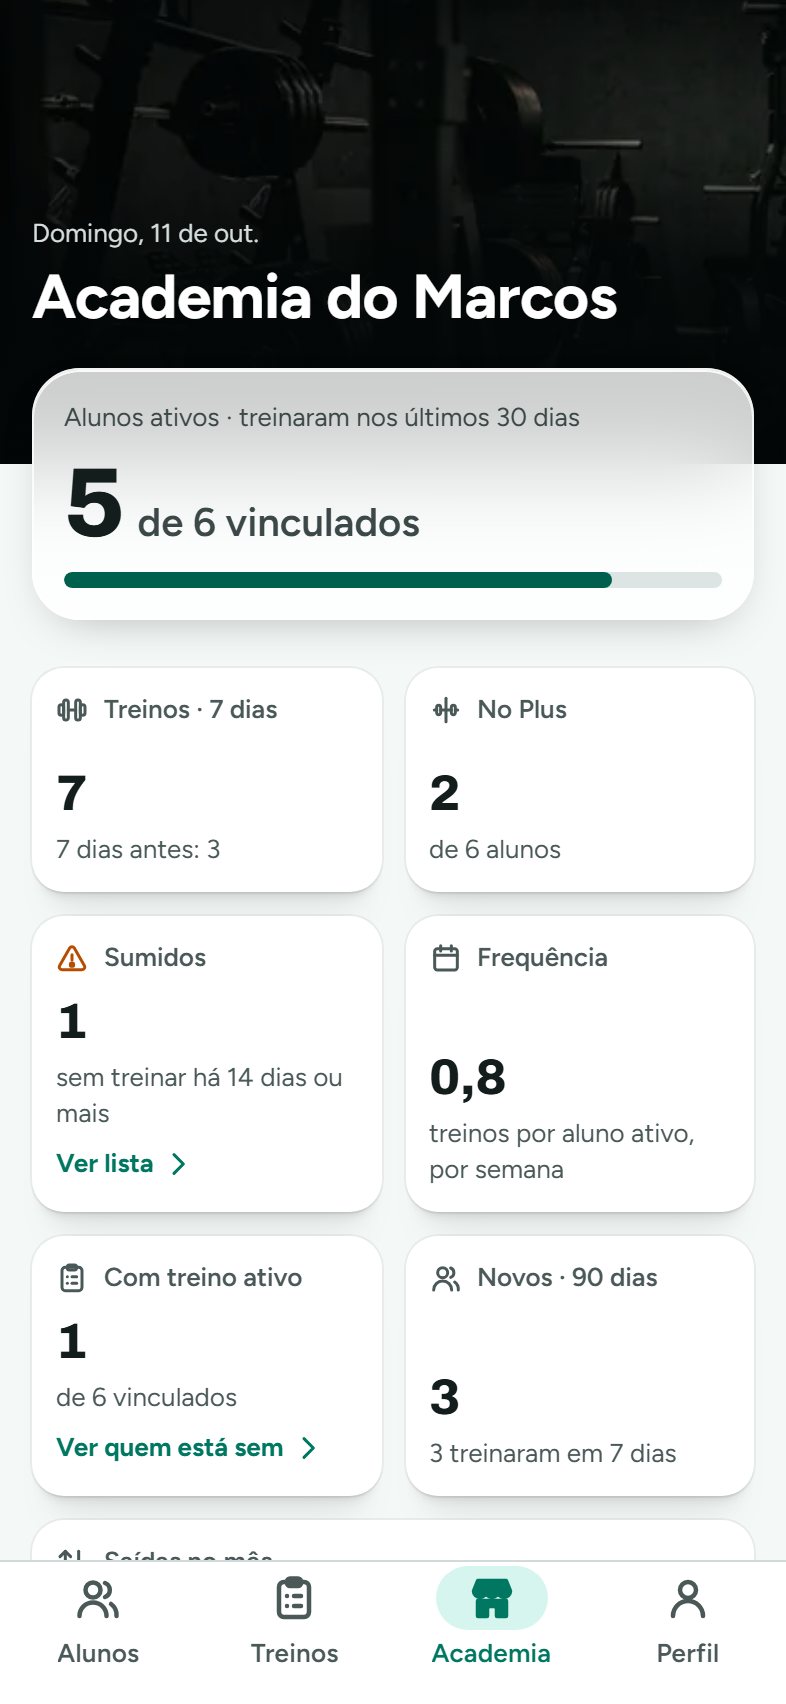 Domingo, 11 de out.
Academia do Marcos
Alunos ativos · treinaram nos últimos 30 dias
5 de 6 vinculados
Treinos · 7 dias
7
7 dias antes: 3
No Plus
2
de 6 alunos
Sumidos
1
sem treinar há 14 dias ou
mais
Ver lista
Frequência
0,8
treinos por aluno ativo,
por semana
Com treino ativo
1
de 6 vinculados
Ver quem está sem
Novos · 90 dias
3
3 treinaram em 7 dias
Saídas no mês
Alunos
Treinos
Academia
Perfil